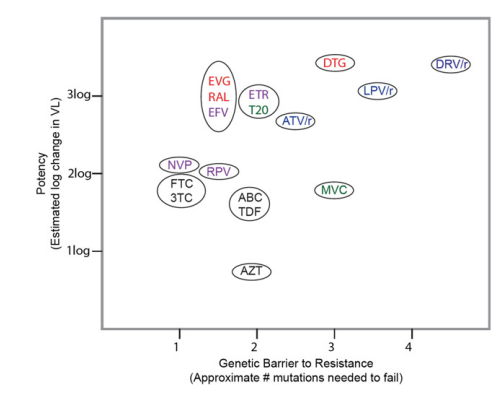 DTG
DRV/r
EVG
RAL
EFV
LPV/r
3log
ETR
T20
ATV/r
NVP
RPV
2log
FTC
3TC
ABC
TDF
MVC
1log
AZT
Potency
(Estimated log change in VL)
1 2 3 4
Genetic Barrier to Resistance
(Approximate # mutations needed to fail)